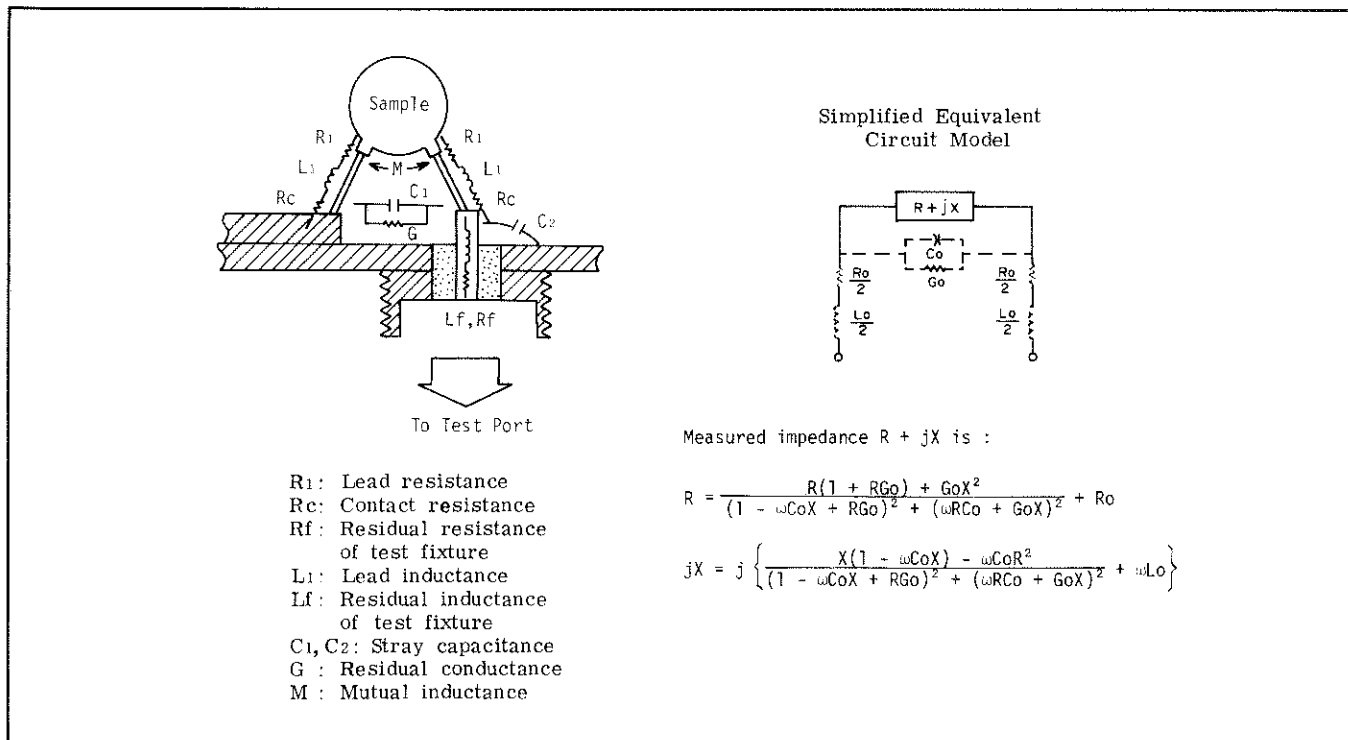 Sample
R1
R1
L1
M
L1
Rc
C1
Rc
G
C2
Lf, Rf
To Test Port
R1: Lead resistance
Rc: Contact resistance
Rf: Residual resistance
of test fixture
L1: Lead inductance
Lf: Residual inductance
of test fixture
C1, C2: Stray capacitance
G : Residual conductance
M : Mutual inductance
Simplified Equivalent
Circuit Model
R + jX
Co
Go
Ro/2
Ro/2
Lo/2
Lo/2
Measured impedance R + jX is :
R = R(1 + RGo) + GoX² / (1 - ωCoX + RGo)² + (ωRCo + GoX)² + Ro
jX = j { X(1 - ωCoX) - ωCoR² / (1 - ωCoX + RGo)² + (ωRCo + GoX)² + ωLo }